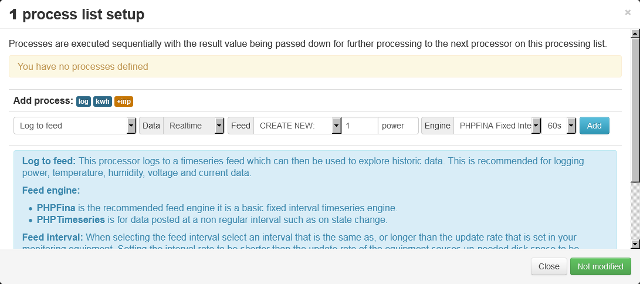 1 process list setup
×
Processes are executed sequentially with the result value being passed down for further processing to the next processor on this processing list.
You have no processes defined
Add process: log kwh +inp
Log to feed Data Realtime Feed CREATE NEW: 1 power Engine PHPFINA Fixed Inte 60s Add
Log to feed: This processor logs to a timeseries feed which can then be used to explore historic data. This is recommended for logging
power, temperature, humidity, voltage and current data.
Feed engine:
• PHPFina is the recommended feed engine it is a basic fixed interval timeseries engine.
• PHPTimeseries is for data posted at a non regular interval such as on state change.
Feed interval: When selecting the feed interval select an interval that is the same as, or longer than the update rate that is set in your
monitoring equipment. Setting the interval rate to be shorter than the update rate of the equipment causes un-needed disk space to be
Close Not modified